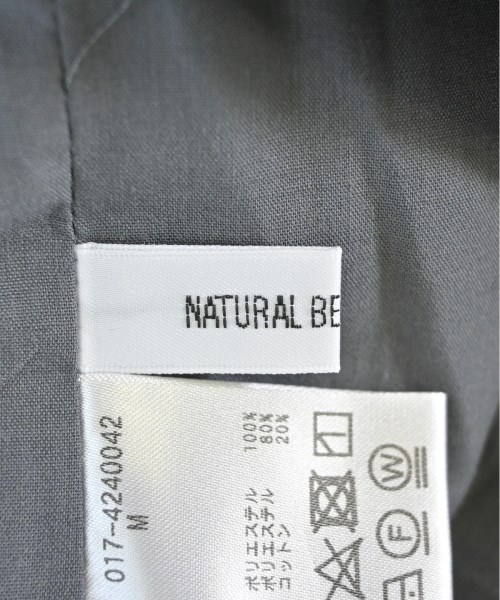 NATURAL BE
017-4240042
M
ポリエステル 100%
ポリエステル 80%
コットン 20%
W
F